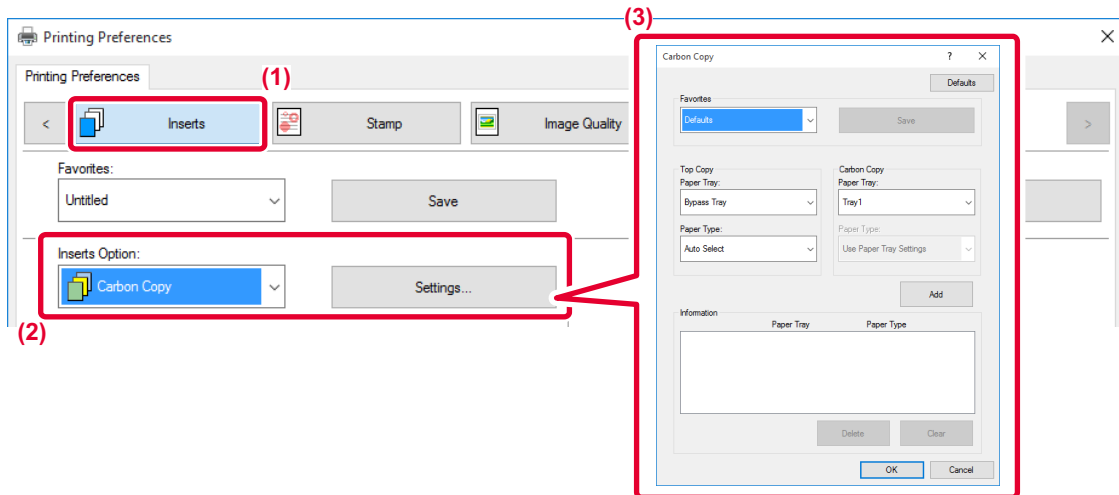 (3)
Printing Preferences
Printing Preferences
(1)
< Inserts Stamp Image Quality >
Favorites:
Untitled Save
Inserts Option:
Carbon Copy Settings...
(2)
Carbon Copy ?
Defaults
Favorites
Defaults Save
Top Copy Carbon Copy
Paper Tray: Paper Tray:
Bypass Tray Tray1
Paper Type: Paper Type:
Auto Select Use Paper Tray Settings
Add
Information
Paper Tray Paper Type
Delete Clear
OK Cancel